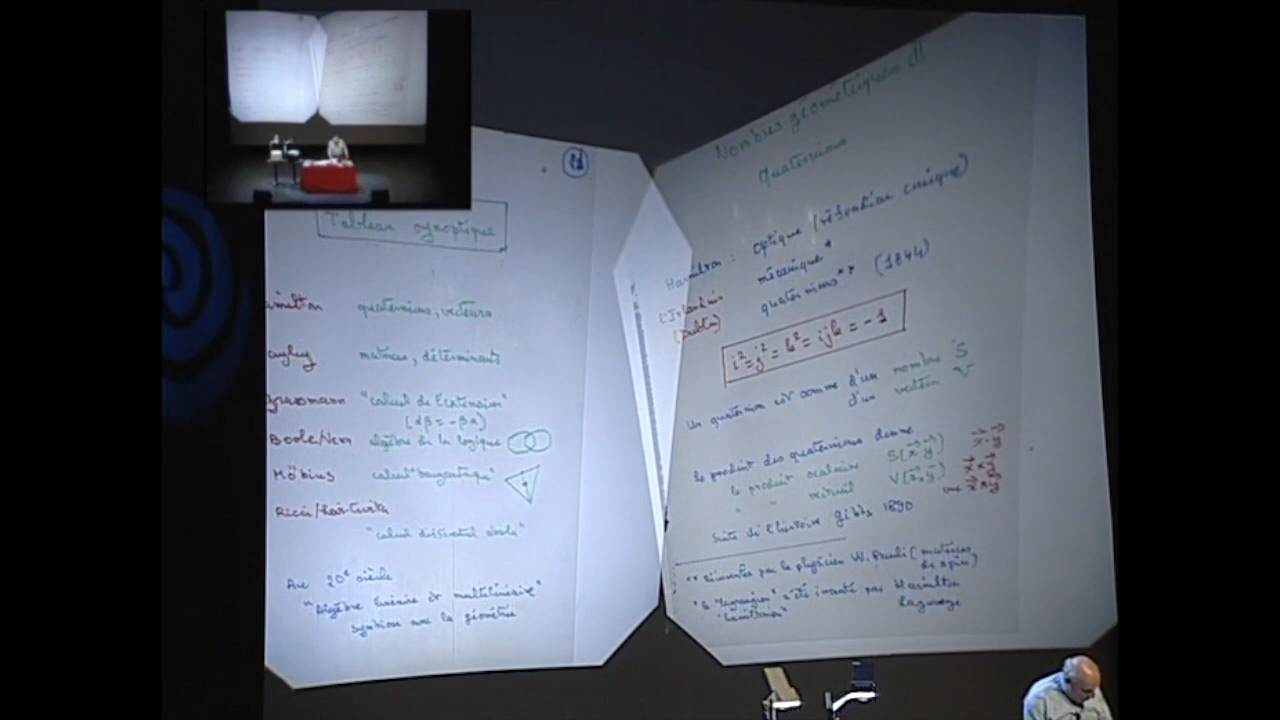 Tableau synoptique
quaternions, vecteurs
matrices, déterminants
Grassmann "calcul de l'extension"
(αβ = -βα)
Boole/Venn algèbre de la logique
Möbius calcul "barycentrique"
Ricci/Levi-Civita
"calcul différentiel absolu"
Au 20e siècle
"Algèbre linéaire et multilinéaire"
symbiose avec la géométrie
Nombres géométriques
Quaternions
Hamilton : optique (réfraction conique)
mécanique*
quaternions** (1844)
(Dublin)
i² = j² = k² = ijk = -1
Un quaternion est somme d'un nombre S
d'un vecteur V
le produit des quaternions donne
le produit scalaire S(x⃗ y⃗) x⃗·y⃗
" " vectoriel V(x⃗, y⃗) x⃗×y⃗
suite de l'histoire Gibbs 1890
** réinventés par le physicien W. Pauli (matrices
de spin)
* le "lagrangien" a été inventé par Hamilton
Lagrange